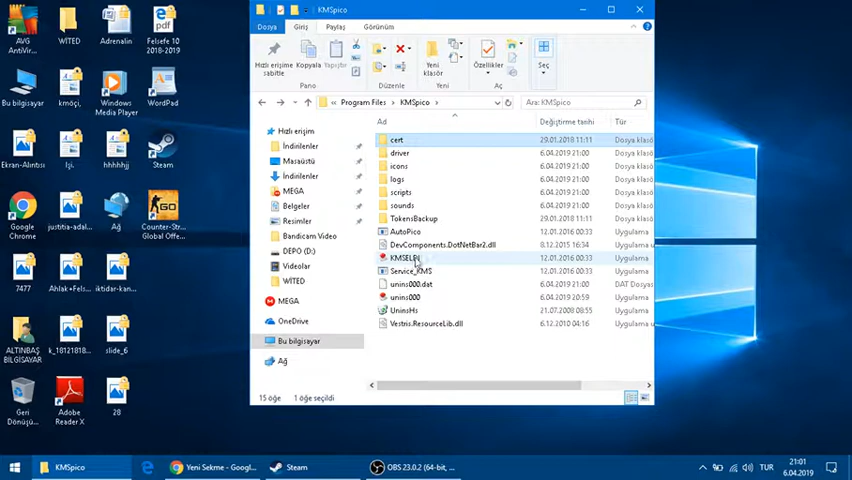 AVG
AntiVir...
WİTED
Adrenalin
Felsefe 10
2018-2019
Bu bilgisayar
kmöçi,
Windows
Media Player
WordPad
Ekran-Alıntısı
hhhhhjj
Steam
Google
Chrome
justitia-adal...
Ağ
Counter-Str...
Global Offe...
7477
Ahlak+Felsi...
iktidar-kan...
ALTINBAŞ
BİLGİSAYAR
K_18121818...
slide_6
Geri
Dönüşü...
Adobe
Reader X
28
KMSpico
Dosya
Giriş
Paylaş
Görünüm
Hızlı erişime
sabitle
Kopyala
Yapıştır
Yeni
klasör
Özellikler
Seç
Pano
Düzenle
Yeni
Aç
« Program Files › KMSpico ›
Ara: KMSpico
Ad
Değiştirme tarihi
Tür
Hızlı erişim
İndirilenler
Masaüstü
İndirilenler
MEGA
Belgeler
Resimler
Bandicam Video
DEPO (D:)
Videolar
WİTED
MEGA
OneDrive
Bu bilgisayar
Ağ
cert 29.01.2018 11:11 Dosya klasö
driver 6.04.2019 21:00 Dosya klasö
icons 6.04.2019 21:00 Dosya klasö
logs 6.04.2019 21:00 Dosya klasö
scripts 6.04.2019 21:00 Dosya klasö
sounds 6.04.2019 21:00 Dosya klasö
TokensBackup 29.01.2018 11:11 Dosya klasö
AutoPico 12.01.2016 00:33 Uygulama
DevComponents.DotNetBar2.dll 8.12.2015 16:34 Uygulama u
KMSELDI 12.01.2016 00:33 Uygulama
Service_KMS 12.01.2016 00:33 Uygulama
unins000.dat 6.04.2019 21:00 DAT Dosyas
unins000 6.04.2019 20:59 Uygulama
UninsHs 21.07.2008 08:55 Uygulama
Vestris.ResourceLib.dll 6.12.2010 04:16 Uygulama u
15 öğe
1 öğe seçildi
KMSpico
Yeni Sekme - Googl...
Steam
OBS 23.0.2 (64-bit, ...
TUR
21:01
6.04.2019